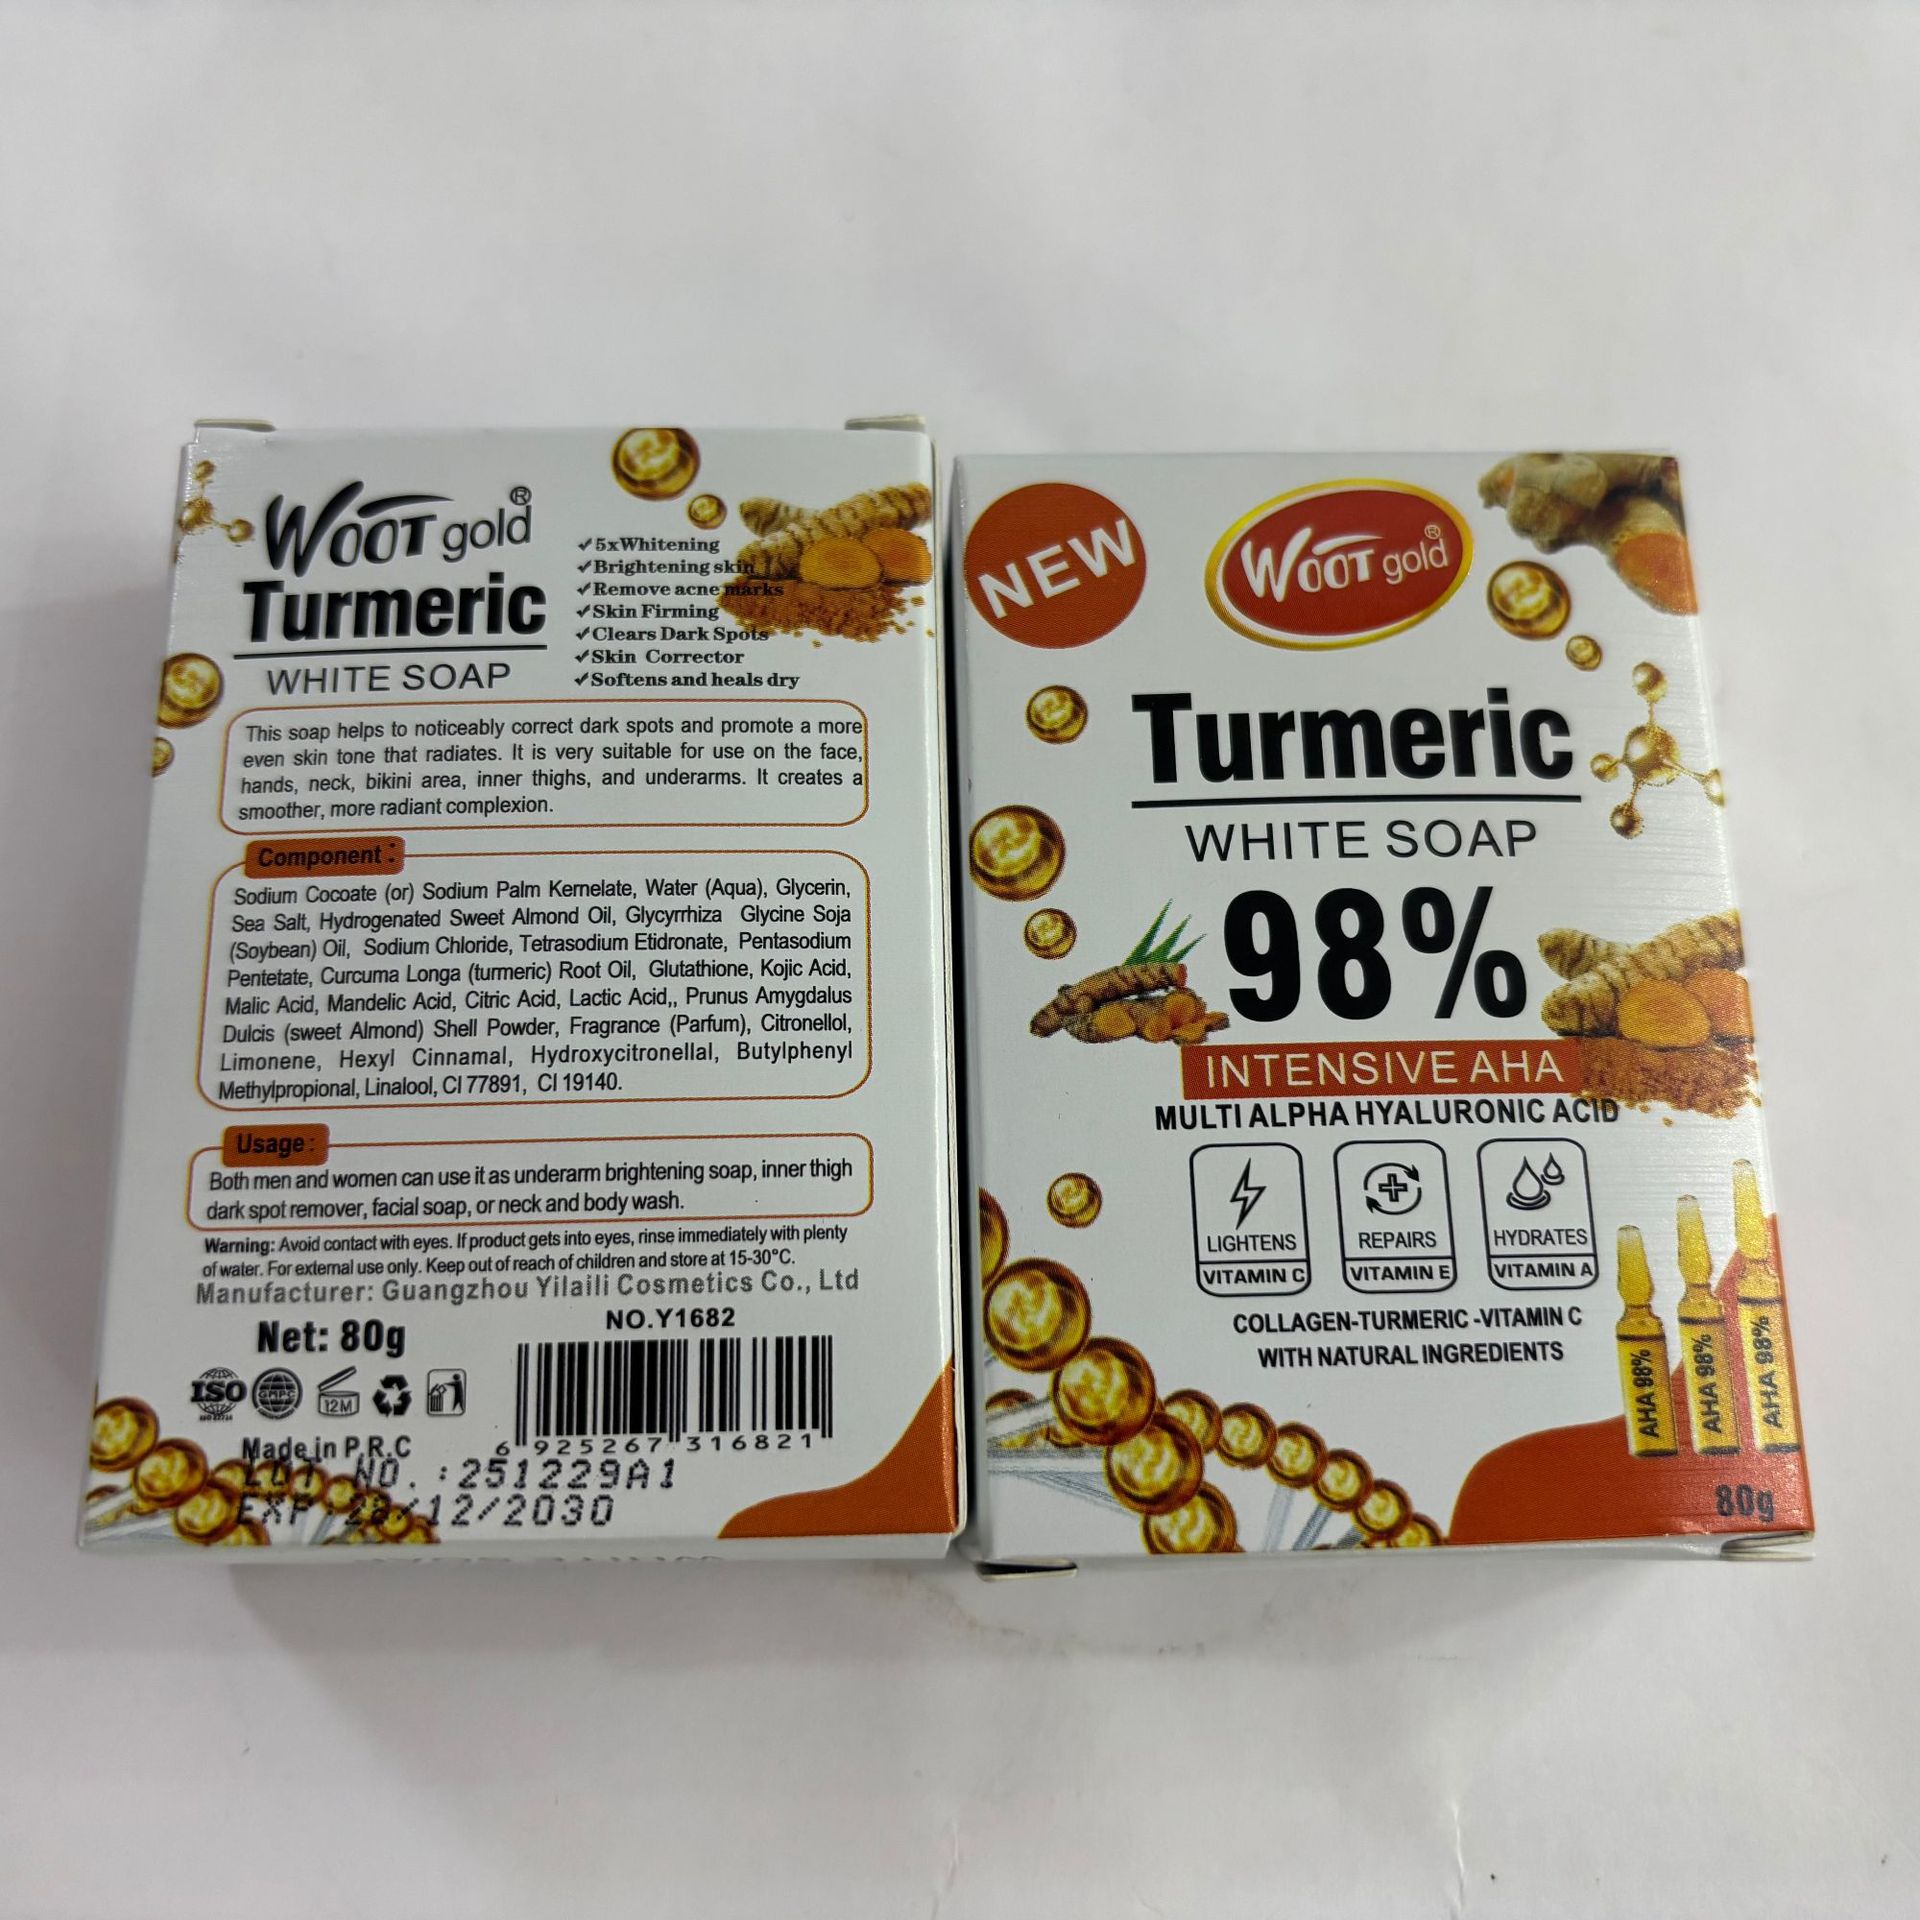 WOOT gold®
Turmeric
WHITE SOAP
✓5xWhitening
✓Brightening skin
✓Remove acne marks
✓Skin Firming
✓Clears Dark Spots
✓Skin Corrector
✓Softens and heals dry
This soap helps to noticeably correct dark spots and promote a more
even skin tone that radiates. It is very suitable for use on the face,
hands, neck, bikini area, inner thighs, and underarms. It creates a
smoother, more radiant complexion.
Component:
Sodium Cocoate (or) Sodium Palm Kernelate, Water (Aqua), Glycerin,
Sea Salt, Hydrogenated Sweet Almond Oil, Glycyrrhiza Glycine Soja
(Soybean) Oil, Sodium Chloride, Tetrasodium Etidronate, Pentasodium
Pentetate, Curcuma Longa (turmeric) Root Oil, Glutathione, Kojic Acid,
Malic Acid, Mandelic Acid, Citric Acid, Lactic Acid,, Prunus Amygdalus
Dulcis (sweet Almond) Shell Powder, Fragrance (Parfum), Citronellol,
Limonene, Hexyl Cinnamal, Hydroxycitronellal, Butylphenyl
Methylpropional, Linalool, CI 77891, CI 19140.
Usage:
Both men and women can use it as underarm brightening soap, inner thigh
dark spot remover, facial soap, or neck and body wash.
Warning: Avoid contact with eyes. If product gets into eyes, rinse immediately with plenty
of water. For external use only. Keep out of reach of children and store at 15-30°C.
Manufacturer: Guangzhou Yilaili Cosmetics Co., Ltd
Net: 80g
NO.Y1682
ISO
GMPC
12M
Made in P.R.C
6 925267 316821
LOT NO.:251229A1
EXP:28/12/2030
NEW
WOOT gold®
Turmeric
WHITE SOAP
98%
INTENSIVE AHA
MULTI ALPHA HYALURONIC ACID
LIGHTENS
VITAMIN C
REPAIRS
VITAMIN E
HYDRATES
VITAMIN A
COLLAGEN-TURMERIC -VITAMIN C
WITH NATURAL INGREDIENTS
AHA 98%
AHA 98%
AHA 98%
80g